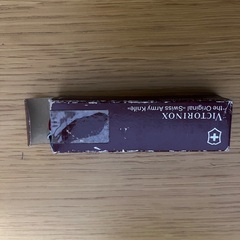 VICTORINOX
the Original «Swiss Army Knife»